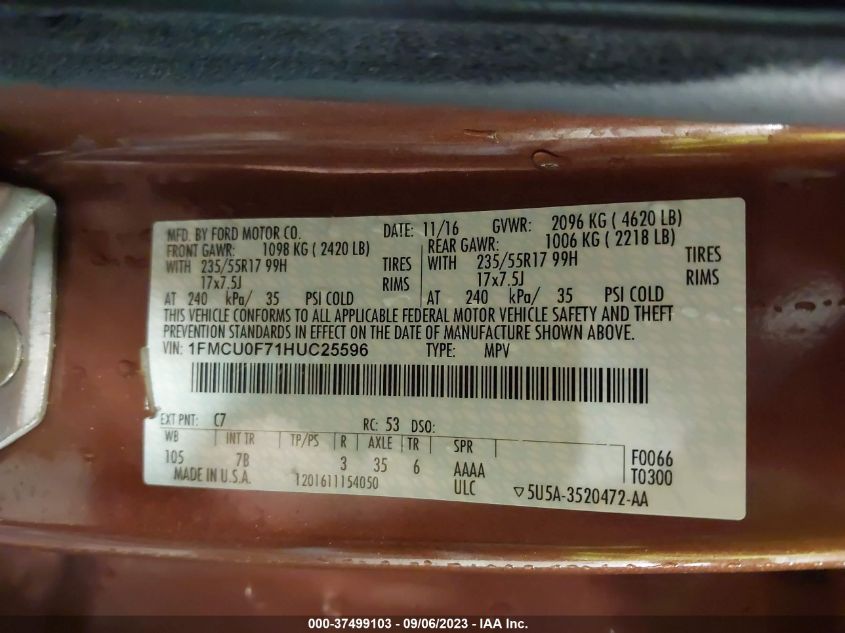 MFD. BY FORD MOTOR CO. DATE: 11/16 GVWR: 2096 KG ( 4620 LB)
FRONT GAWR: 1098 KG ( 2420 LB) REAR GAWR: 1006 KG ( 2218 LB)
WITH 235/55R17 99H TIRES WITH 235/55R17 99H TIRES
17x7.5J RIMS 17x7.5J RIMS
AT 240 kPa/ 35 PSI COLD AT 240 kPa/ 35 PSI COLD
THIS VEHICLE CONFORMS TO ALL APPLICABLE FEDERAL MOTOR VEHICLE SAFETY AND THEFT
PREVENTION STANDARDS IN EFFECT ON THE DATE OF MANUFACTURE SHOWN ABOVE.
VIN: 1FMCU0F71HUC25596 TYPE: MPV
EXT PNT: C7 RC: 53 DSO:
WB INT TR TP/PS R AXLE TR SPR F0066
105 7B 3 35 6 AAAA T0300
MADE IN U.S.A. 1201611154050 ULC ▽5U5A-3520472-AA
000-37499103 - 09/06/2023 - IAA Inc.